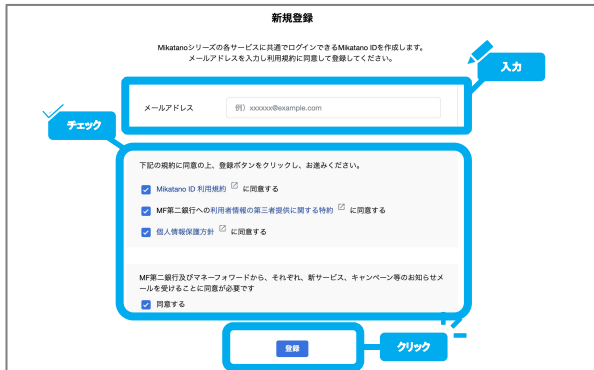 新規登録
Mikatanoシリーズの各サービスに共通でログインできるMikatano IDを作成します。
メールアドレスを入力し利用規約に同意して登録してください。
入力
メールアドレス
例）xxxxxx@example.com
チェック
下記の規約に同意の上、登録ボタンをクリックし、お進みください。
Mikatano ID 利用規約 に同意する
MF第二銀行への利用者情報の第三者提供に関する特約 に同意する
個人情報保護方針 に同意する
MF第二銀行及びマネーフォワードから、それぞれ、新サービス、キャンペーン等のお知らせメ
ールを受けることに同意が必要です
同意する
登録
クリック